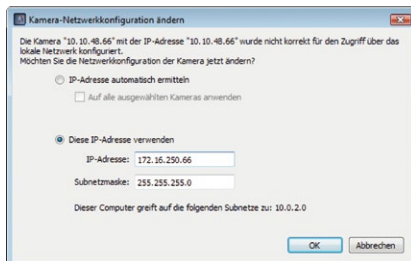 Kamera-Netzwerkkonfiguration ändern
Die Kamera "10.10.48.66" mit der IP-Adresse "10.10.48.66" wurde nicht korrekt für den Zugriff über das
lokale Netzwerk konfiguriert.
Möchten Sie die Netzwerkkonfiguration der Kamera jetzt ändern?
IP-Adresse automatisch ermitteln
Auf alle ausgewählten Kameras anwenden
Diese IP-Adresse verwenden
IP-Adresse: 172.16.250.66
Subnetzmaske: 255.255.255.0
Dieser Computer greift auf die folgenden Subnetze zu: 10.0.2.0
OK Abbrechen